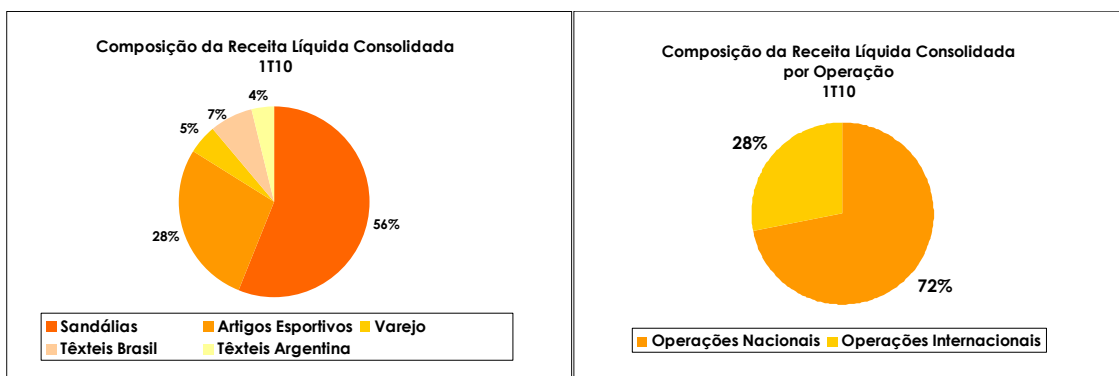 Composição da Receita Líquida Consolidada
1T10
4%
7%
5%
28%
56%
Sandálias Artigos Esportivos Varejo
Têxteis Brasil Têxteis Argentina
Composição da Receita Líquida Consolidada
por Operação
1T10
28%
72%
Operações Nacionais Operações Internacionais